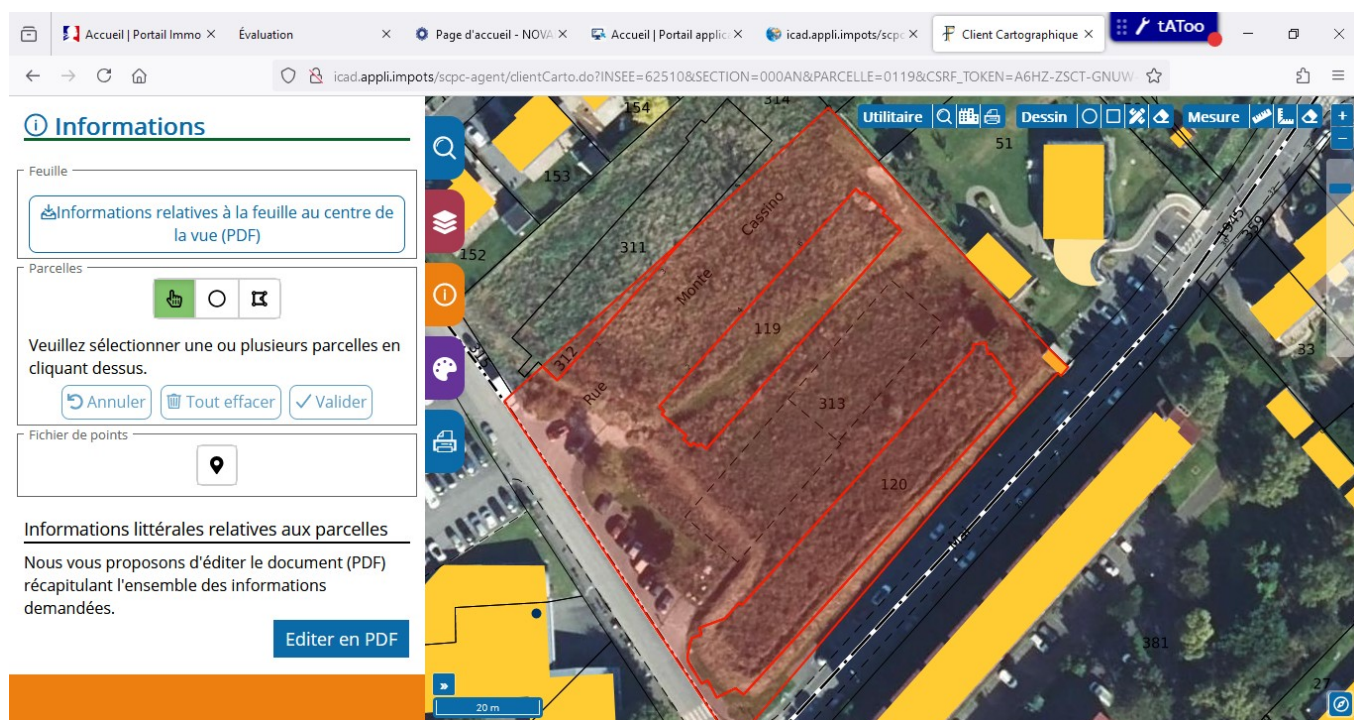 Accueil | Portail Immo
Évaluation
Page d'accueil - NOVA
Accueil | Portail applica
icad.appli.impots/scpc
Client Cartographique
tAToo
icad.appli.impots/scpc-agent/clientCarto.do?INSEE=62510&SECTION=000AN&PARCELLE=0119&CSRF_TOKEN=A6HZ-ZSCT-GNUW-
Informations
Feuille
Informations relatives à la feuille au centre de
la vue (PDF)
Parcelles
Veuillez sélectionner une ou plusieurs parcelles en
cliquant dessus.
Annuler
Tout effacer
Valider
Fichier de points
Informations littérales relatives aux parcelles
Nous vous proposons d'éditer le document (PDF)
récapitulant l'ensemble des informations
demandées.
Editer en PDF
Utilitaire
Dessin
Mesure
154
314
51
153
152
311
Cassino
Monte
Rue
119
312
315
313
120
1945
359
33
Mai
381
27
20 m